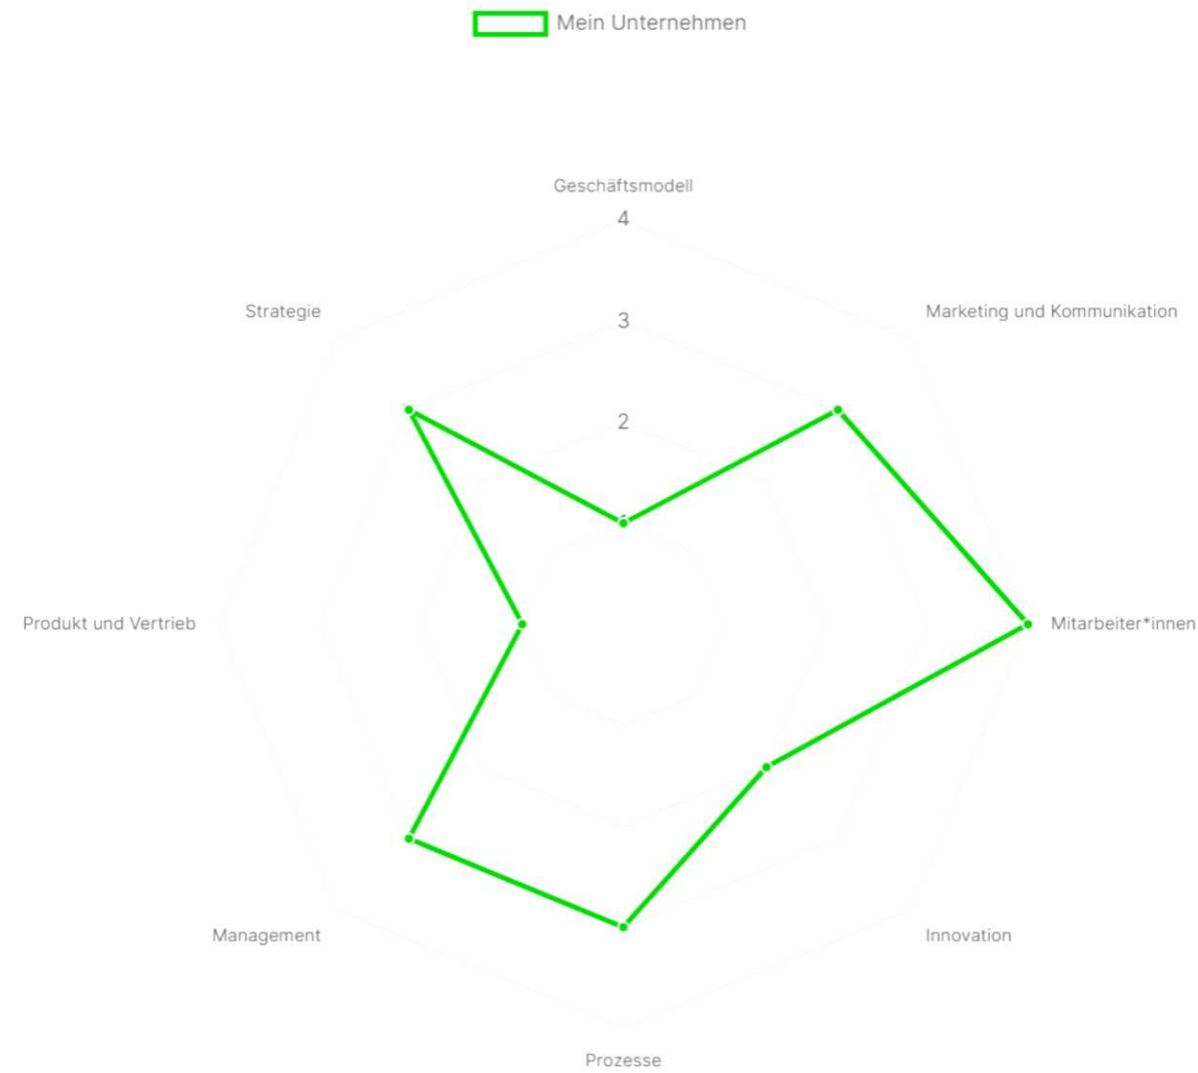 Mein Unternehmen
Geschäftsmodell
4
Strategie
Marketing und Kommunikation
3
2
Produkt und Vertrieb
Mitarbeiter*innen
Management
Innovation
Prozesse